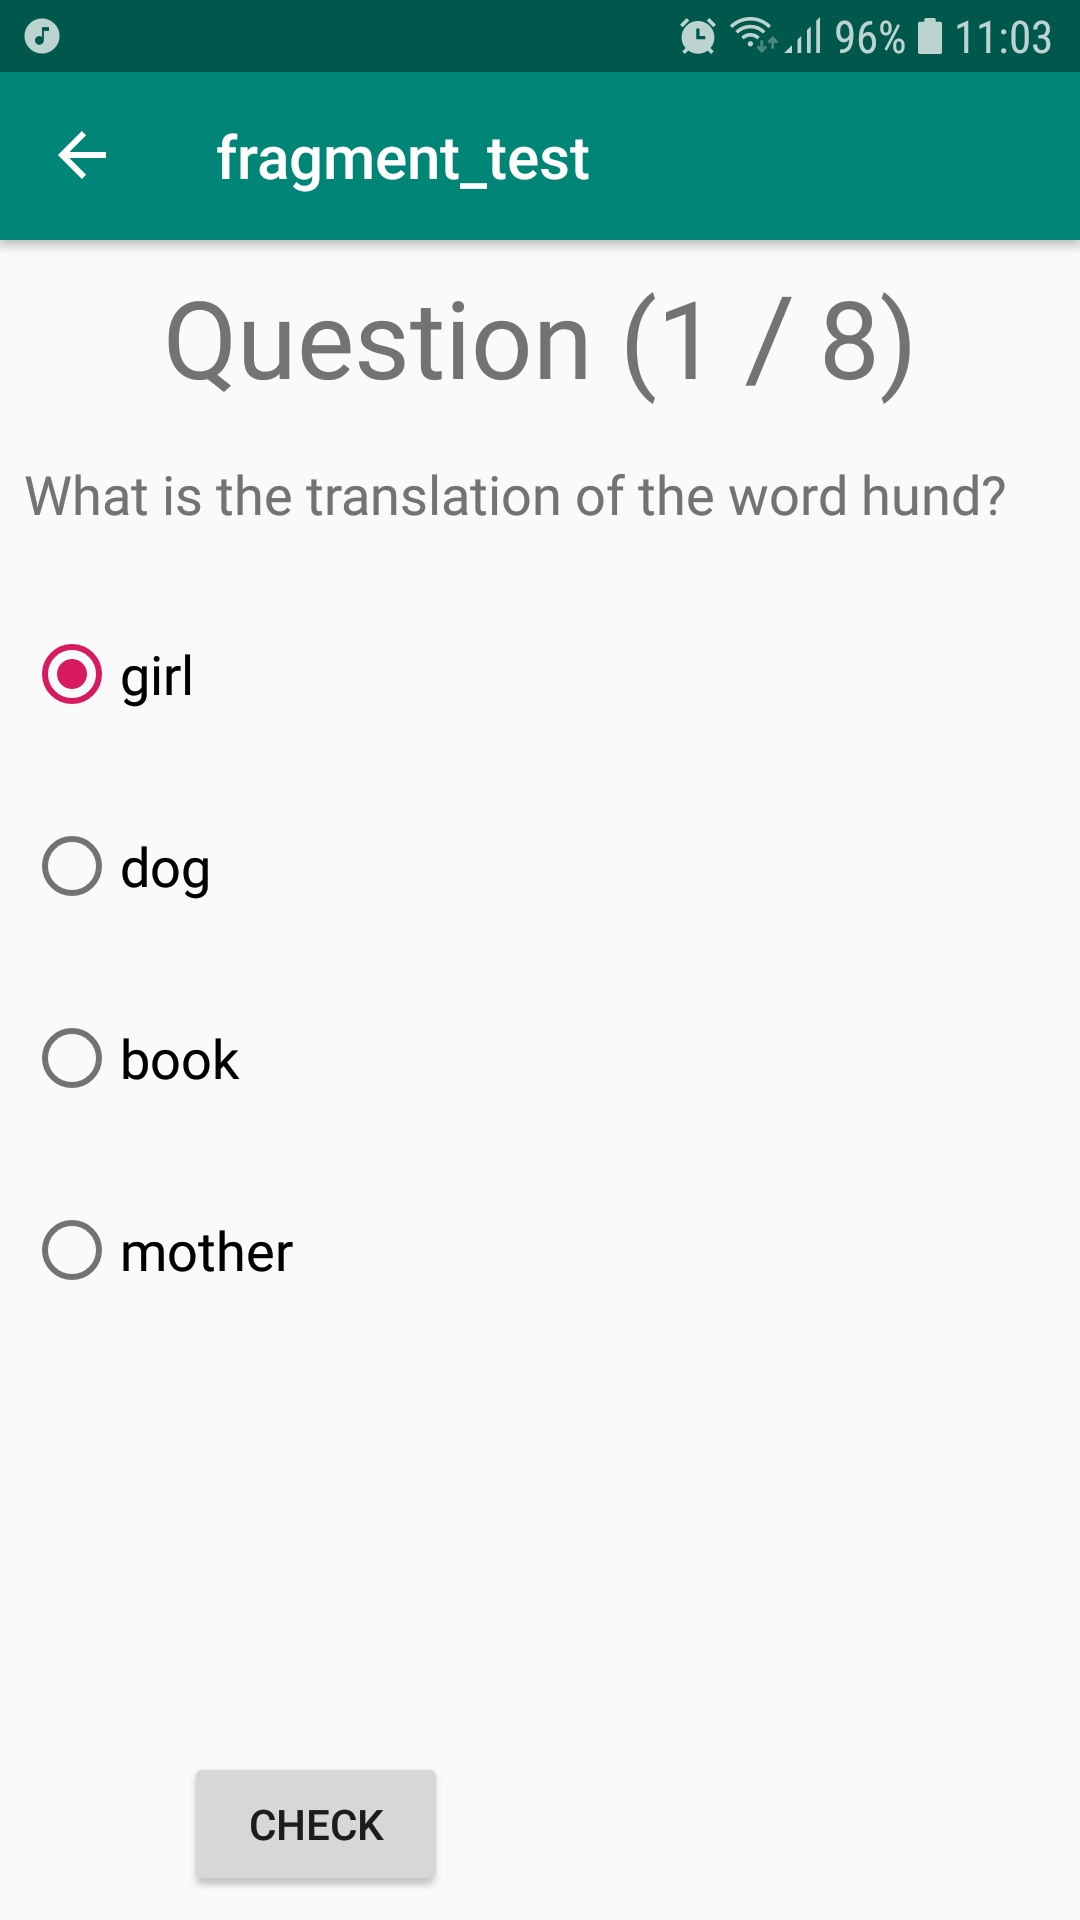 96% 11:03
fragment_test
Question (1 / 8)
What is the translation of the word hund?
girl
dog
book
mother
CHECK